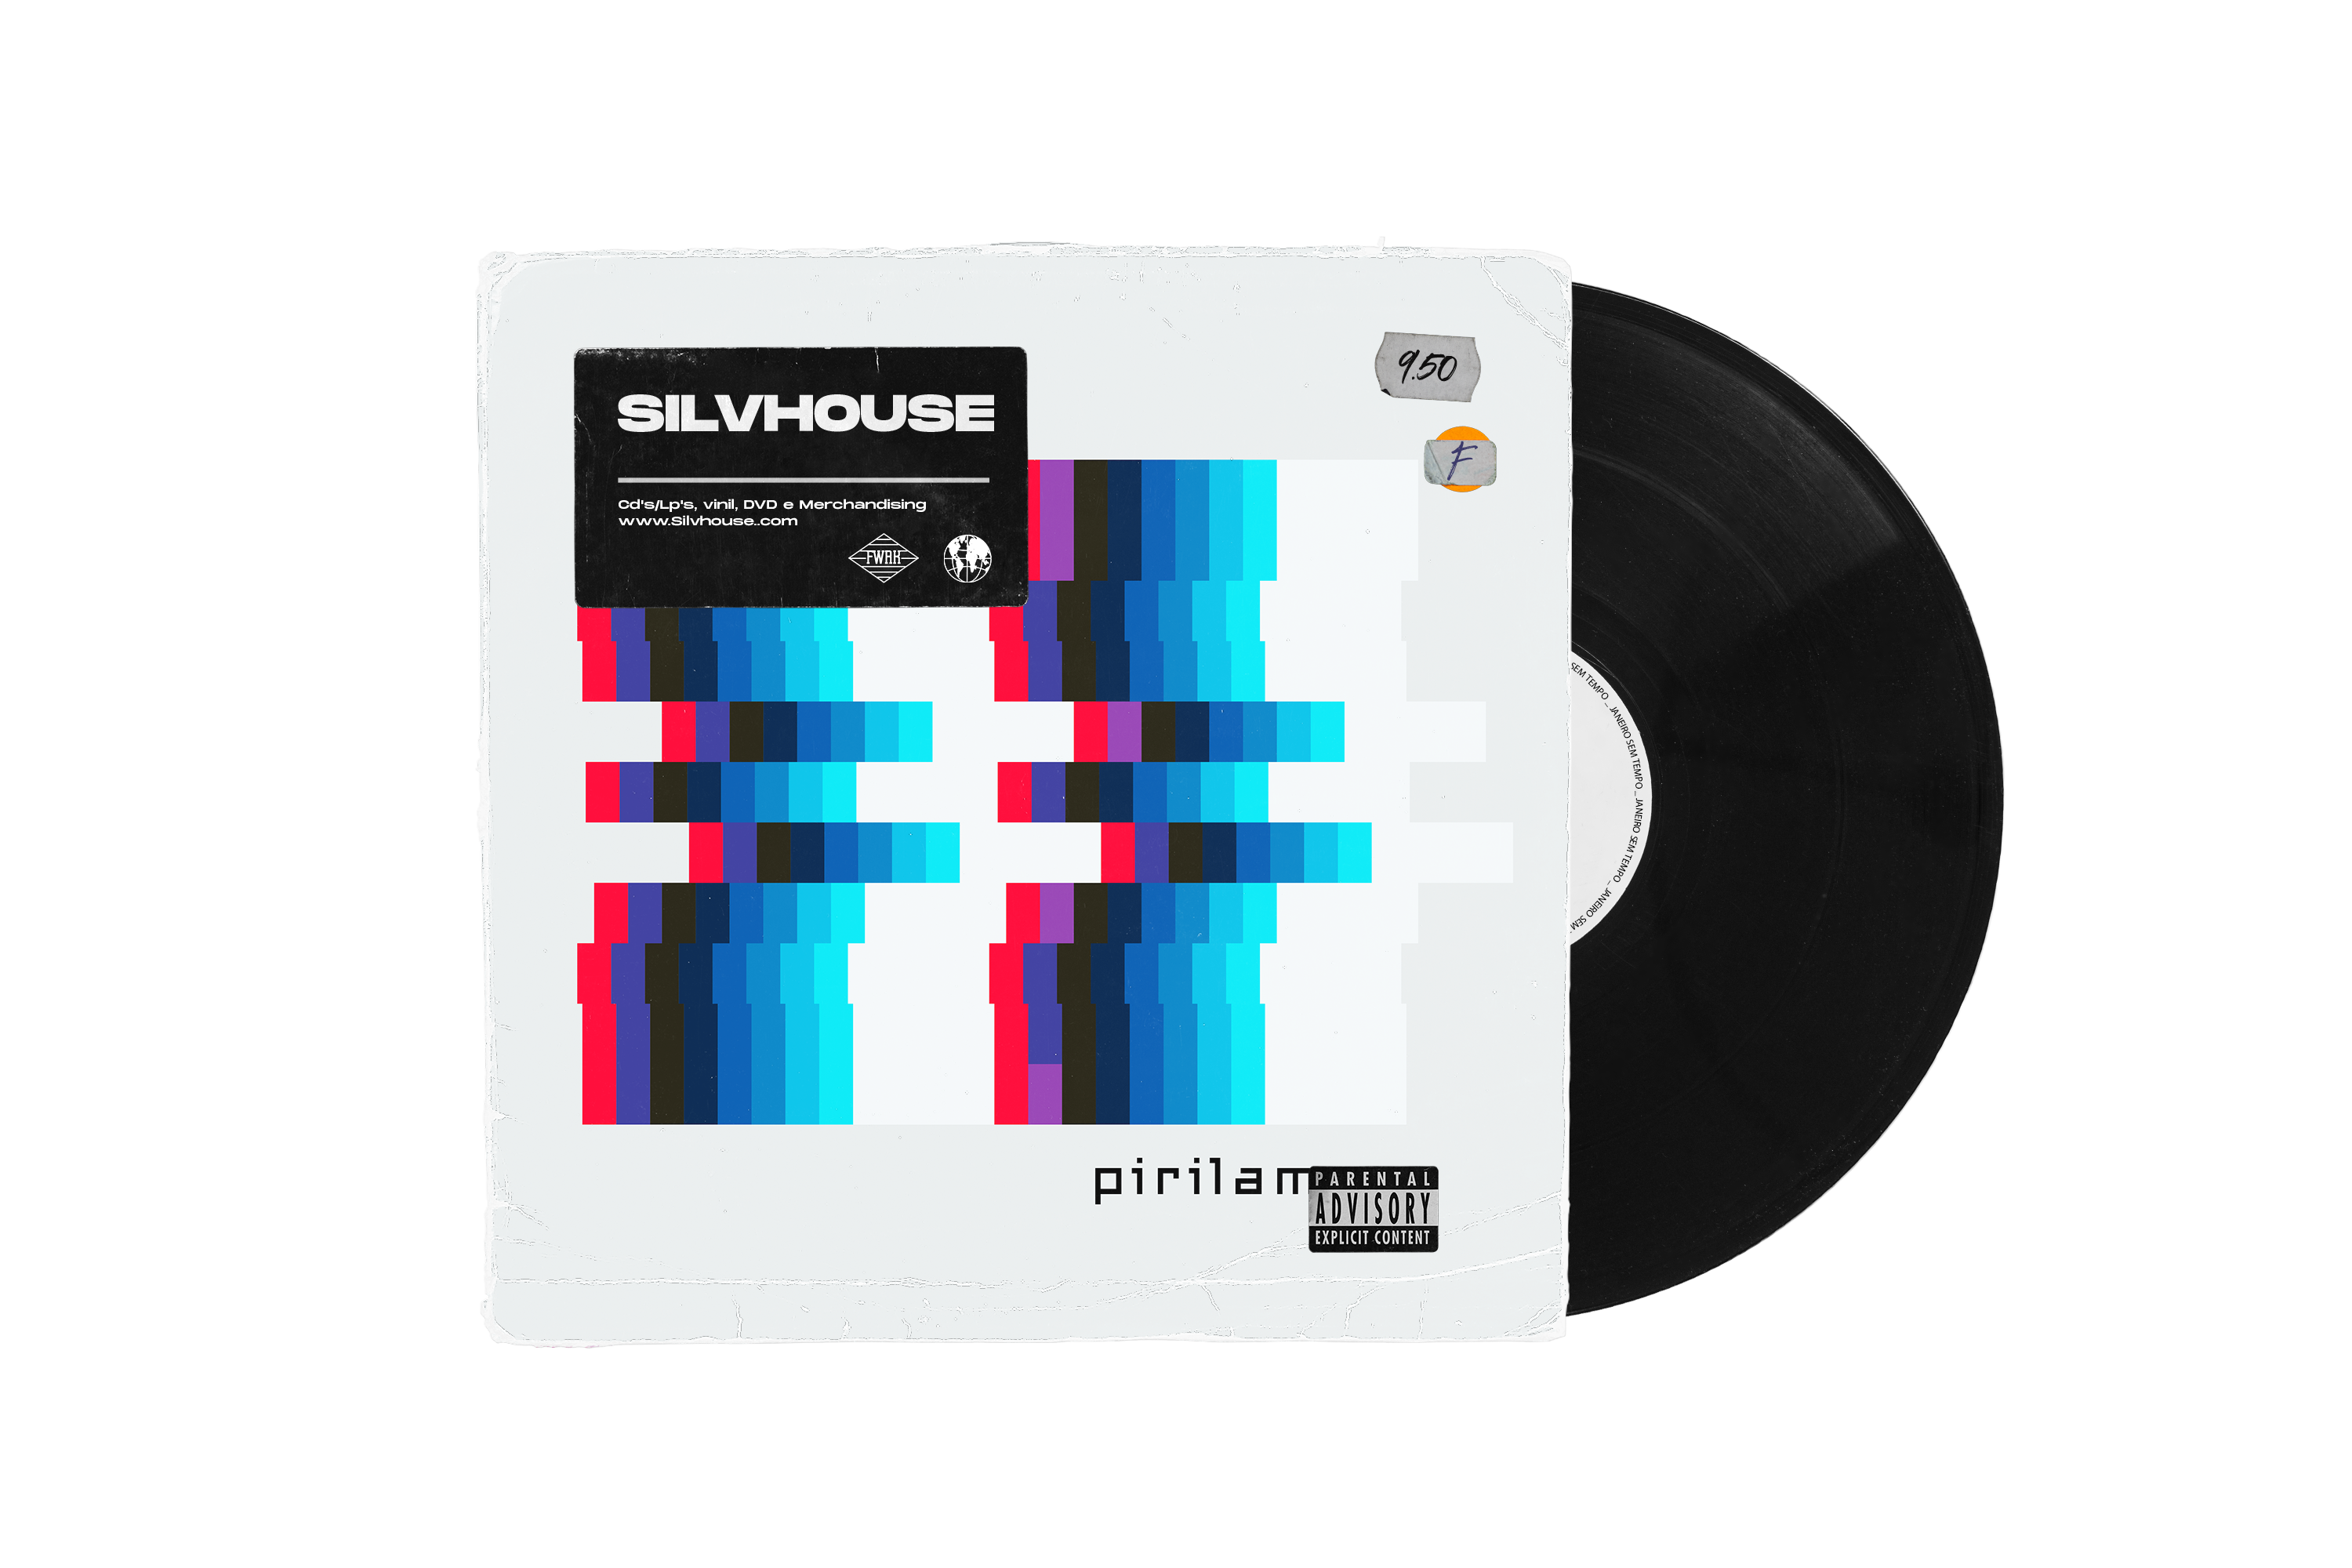 SILVHOUSE
Cd's/Lp's, vinil, DVD e Merchandising
www.Silvhouse..com
FWRK
9.50
F
SEM TEMPO _ JANEIRO SEM TEMPO _ JANEIRO SEM TEMPO _ JANEIRO SEM
pirilam
PARENTAL
ADVISORY
EXPLICIT CONTENT